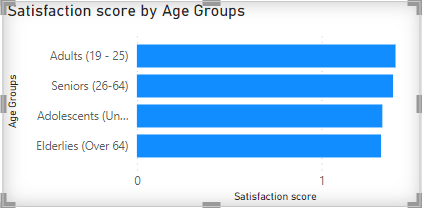 Satisfaction score by Age Groups
Age Groups
Adults (19 - 25)
Seniors (26-64)
Adolescents (Un...
Elderlies (Over 64)
0 1
Satisfaction score